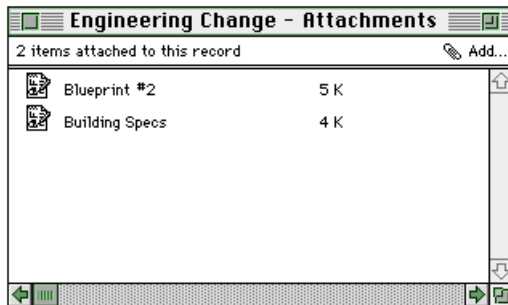 Engineering Change - Attachments
2 items attached to this record Add...
Blueprint #2 5 K
Building Specs 4 K